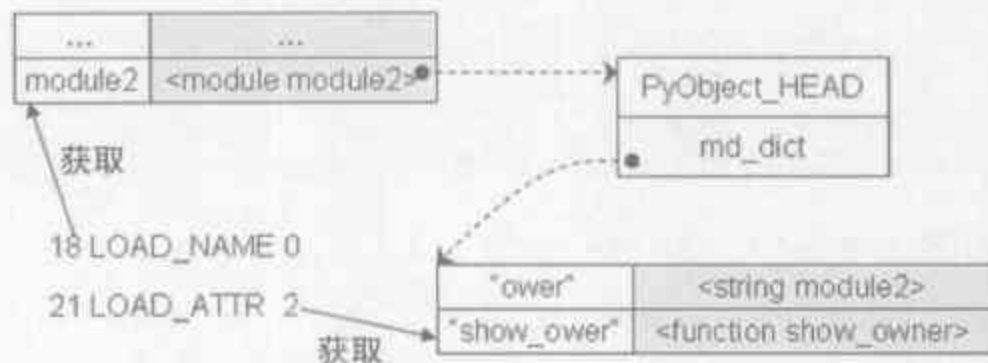 ... ...
module2 <module module2>
PyObject_HEAD
md_dict
获取
18 LOAD_NAME 0
21 LOAD_ATTR 2
获取
"ower" <string module2>
"show_ower" <function show_owner>